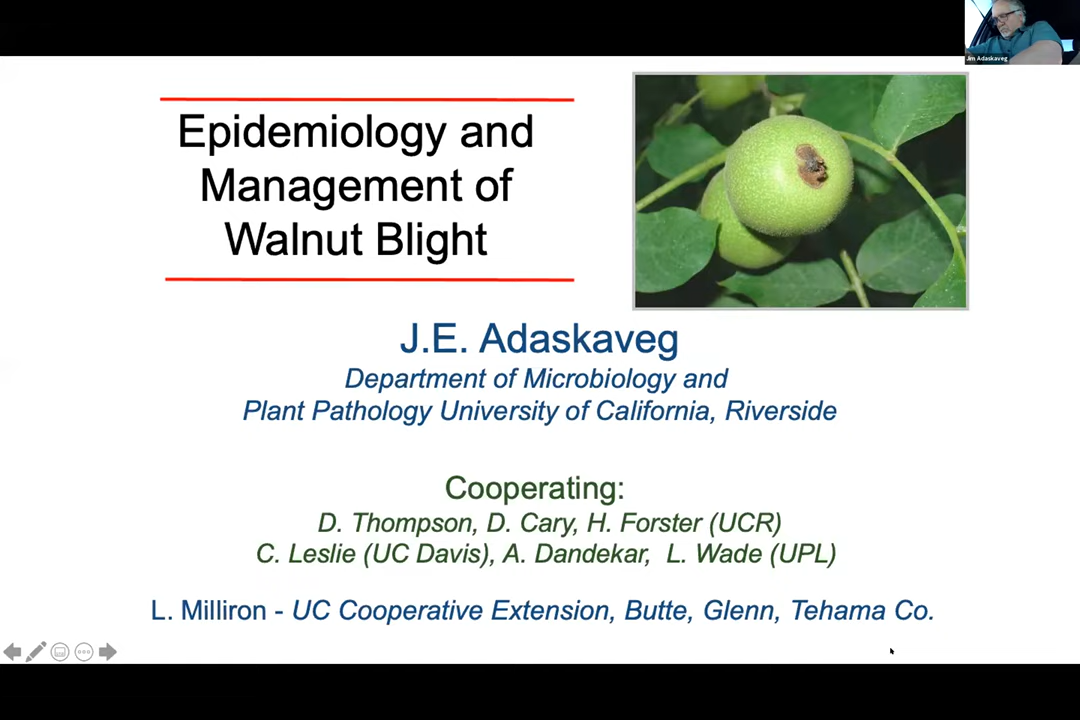 Jim Adaskaveg
Epidemiology and
Management of
Walnut Blight
J.E. Adaskaveg
Department of Microbiology and
Plant Pathology University of California, Riverside
Cooperating:
D. Thompson, D. Cary, H. Forster (UCR)
C. Leslie (UC Davis), A. Dandekar, L. Wade (UPL)
L. Milliron - UC Cooperative Extension, Butte, Glenn, Tehama Co.